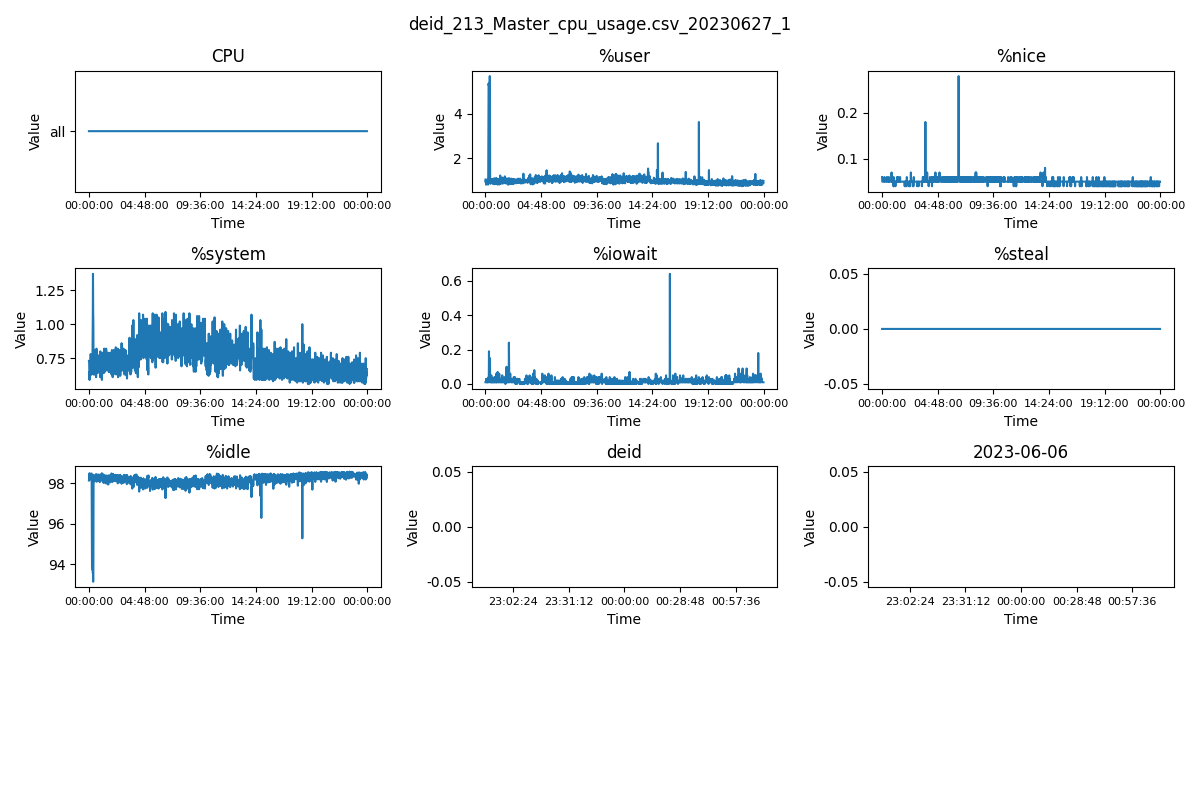 deid_213_Master_cpu_usage.csv_20230627_1
CPU
Value
all
00:00:00 04:48:00 09:36:00 14:24:00 19:12:00 00:00:00
Time
%user
Value
4
2
00:00:00 04:48:00 09:36:00 14:24:00 19:12:00 00:00:00
Time
%nice
Value
0.2
0.1
00:00:00 04:48:00 09:36:00 14:24:00 19:12:00 00:00:00
Time
%system
Value
1.25
1.00
0.75
00:00:00 04:48:00 09:36:00 14:24:00 19:12:00 00:00:00
Time
%iowait
Value
0.6
0.4
0.2
0.0
00:00:00 04:48:00 09:36:00 14:24:00 19:12:00 00:00:00
Time
%steal
Value
0.05
0.00
-0.05
00:00:00 04:48:00 09:36:00 14:24:00 19:12:00 00:00:00
Time
%idle
Value
98
96
94
00:00:00 04:48:00 09:36:00 14:24:00 19:12:00 00:00:00
Time
deid
Value
0.05
0.00
-0.05
23:02:24 23:31:12 00:00:00 00:28:48 00:57:36
Time
2023-06-06
Value
0.05
0.00
-0.05
23:02:24 23:31:12 00:00:00 00:28:48 00:57:36
Time